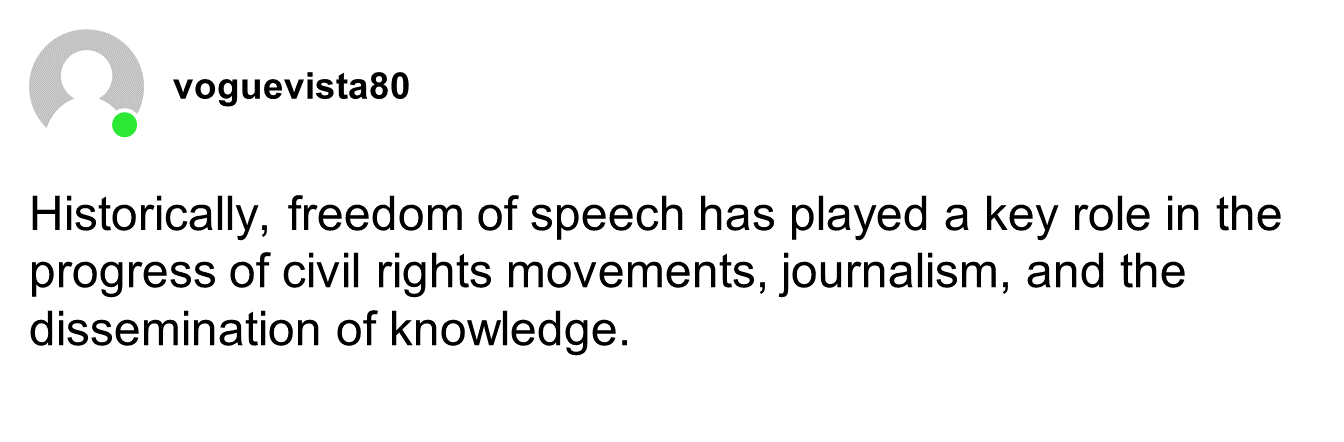 voguevista80
Historically, freedom of speech has played a key role in the
progress of civil rights movements, journalism, and the
dissemination of knowledge.